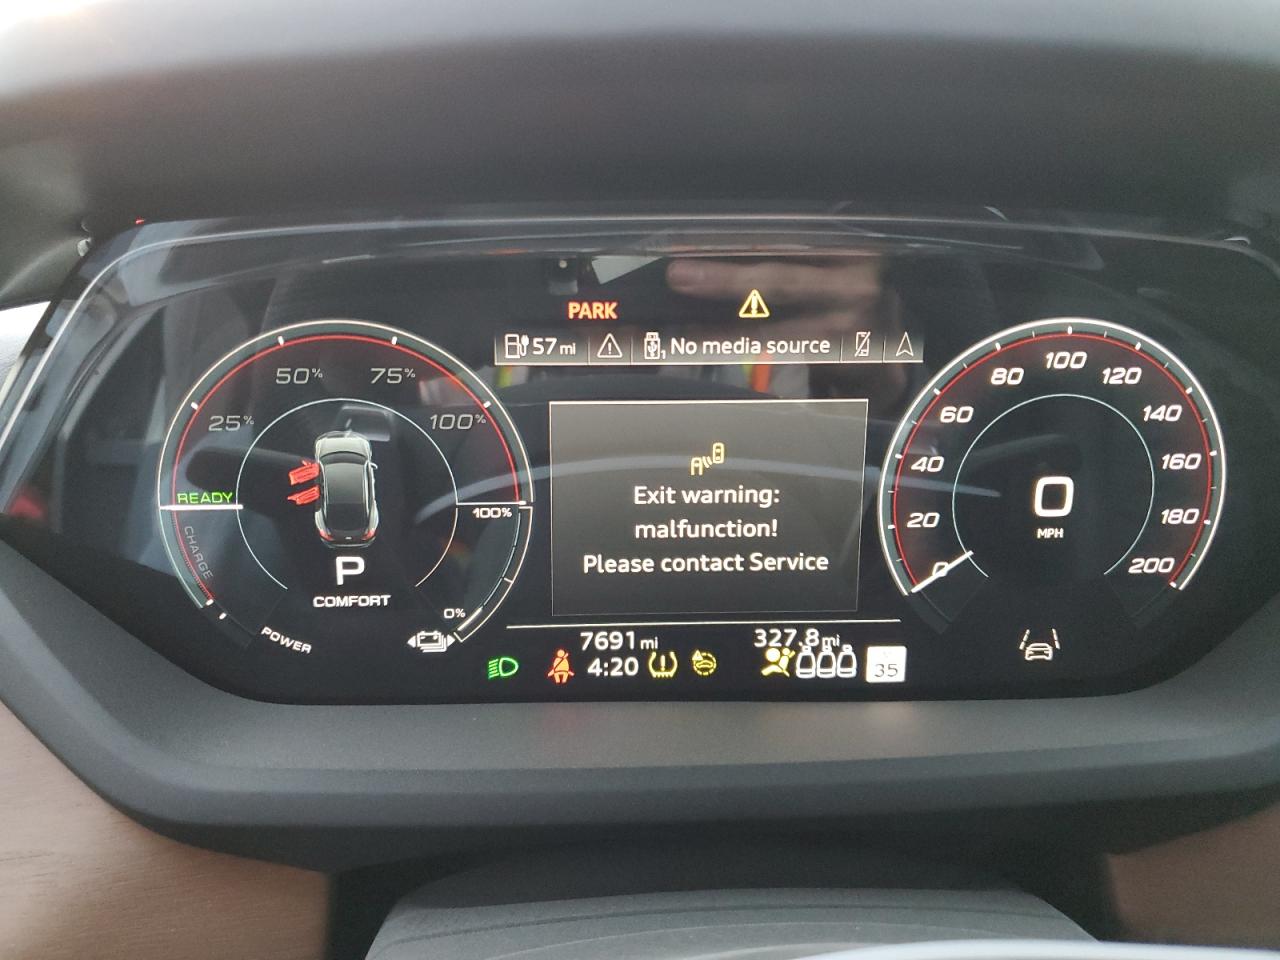 PARK
57 mi
1 No media source
50%
75%
25%
100%
READY
100%
CHARGE
P
COMFORT
0%
POWER
Exit warning:
malfunction!
Please contact Service
0
20
40
60
80
100
120
140
160
180
200
0
MPH
7691 mi
327.8 mi
4:20
35